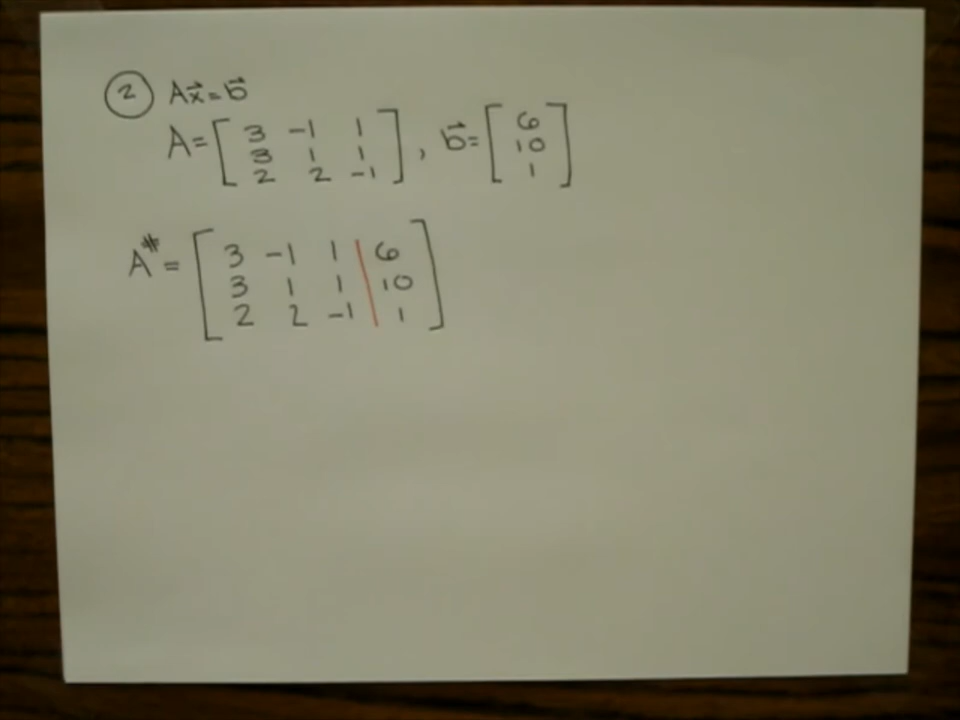 2 Ax⃗=b⃗
A= [ 3 -1 1 ] , b⃗= [ 6 ]
3 1 1 10
2 2 -1 1
A# = [ 3 -1 1 | 6 ]
3 1 1 | 10
2 2 -1 | 1